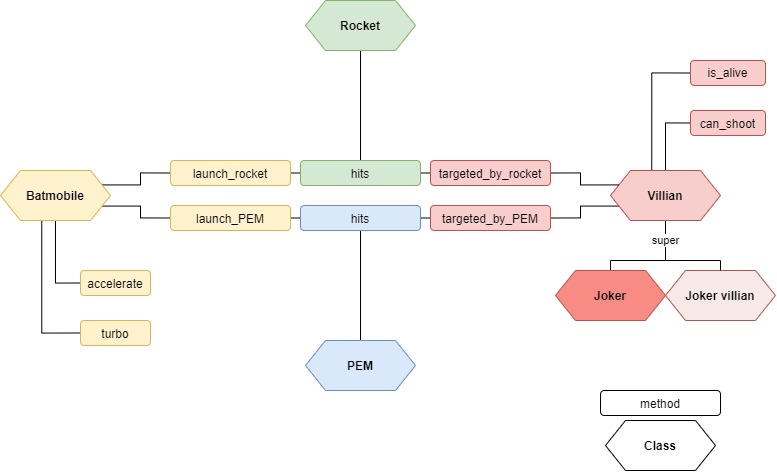 Rocket
is_alive
can_shoot
launch_rocket
hits
targeted_by_rocket
Batmobile
Villian
launch_PEM
hits
targeted_by_PEM
super
accelerate
Joker
Joker villian
turbo
PEM
method
Class